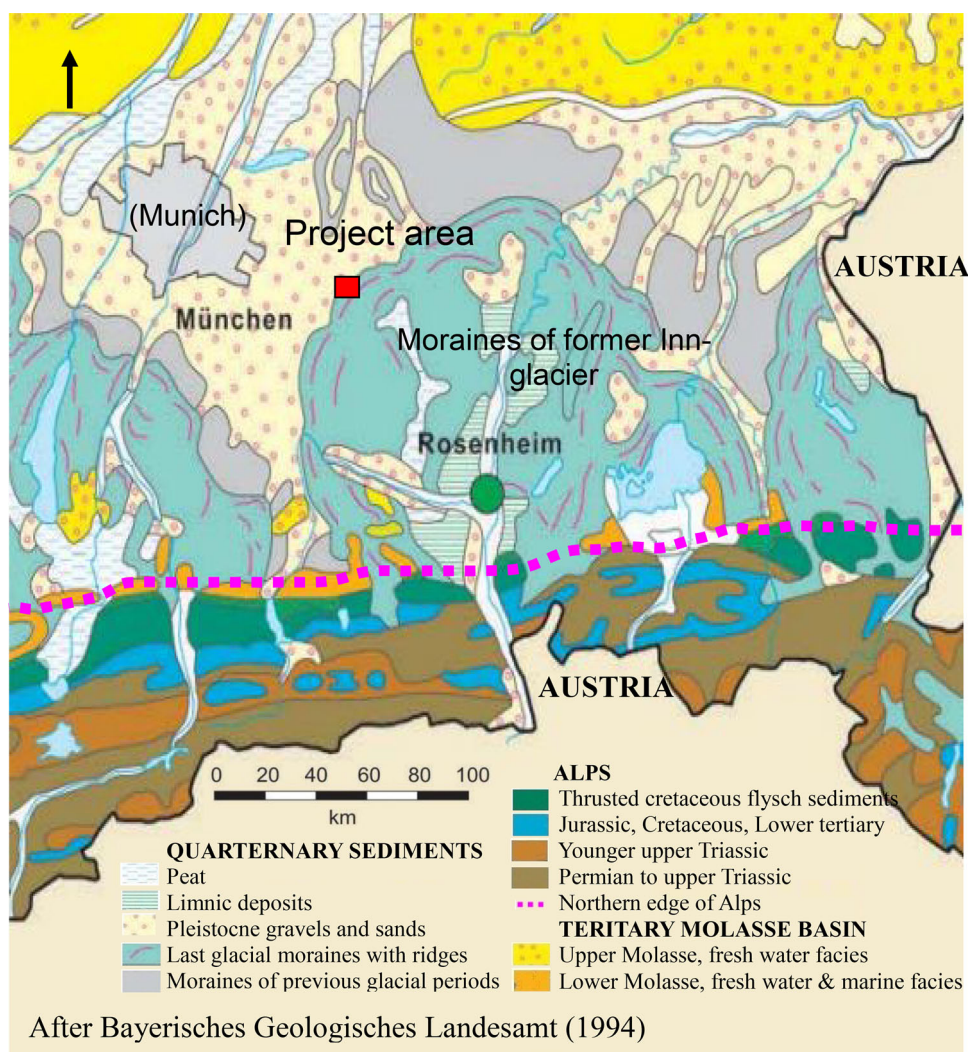 (Munich)
Project area
AUSTRIA
München
Moraines of former Inn-
glacier
Rosenheim
AUSTRIA
0 20 40 60 80 100
km
QUARTERNARY SEDIMENTS
Peat
Limnic deposits
Pleistocne gravels and sands
Last glacial moraines with ridges
Moraines of previous glacial periods
ALPS
Thrusted cretaceous flysch sediments
Jurassic, Cretaceous, Lower tertiary
Younger upper Triassic
Permian to upper Triassic
Northern edge of Alps
TERITARY MOLASSE BASIN
Upper Molasse, fresh water facies
Lower Molasse, fresh water & marine facies
After Bayerisches Geologisches Landesamt (1994)